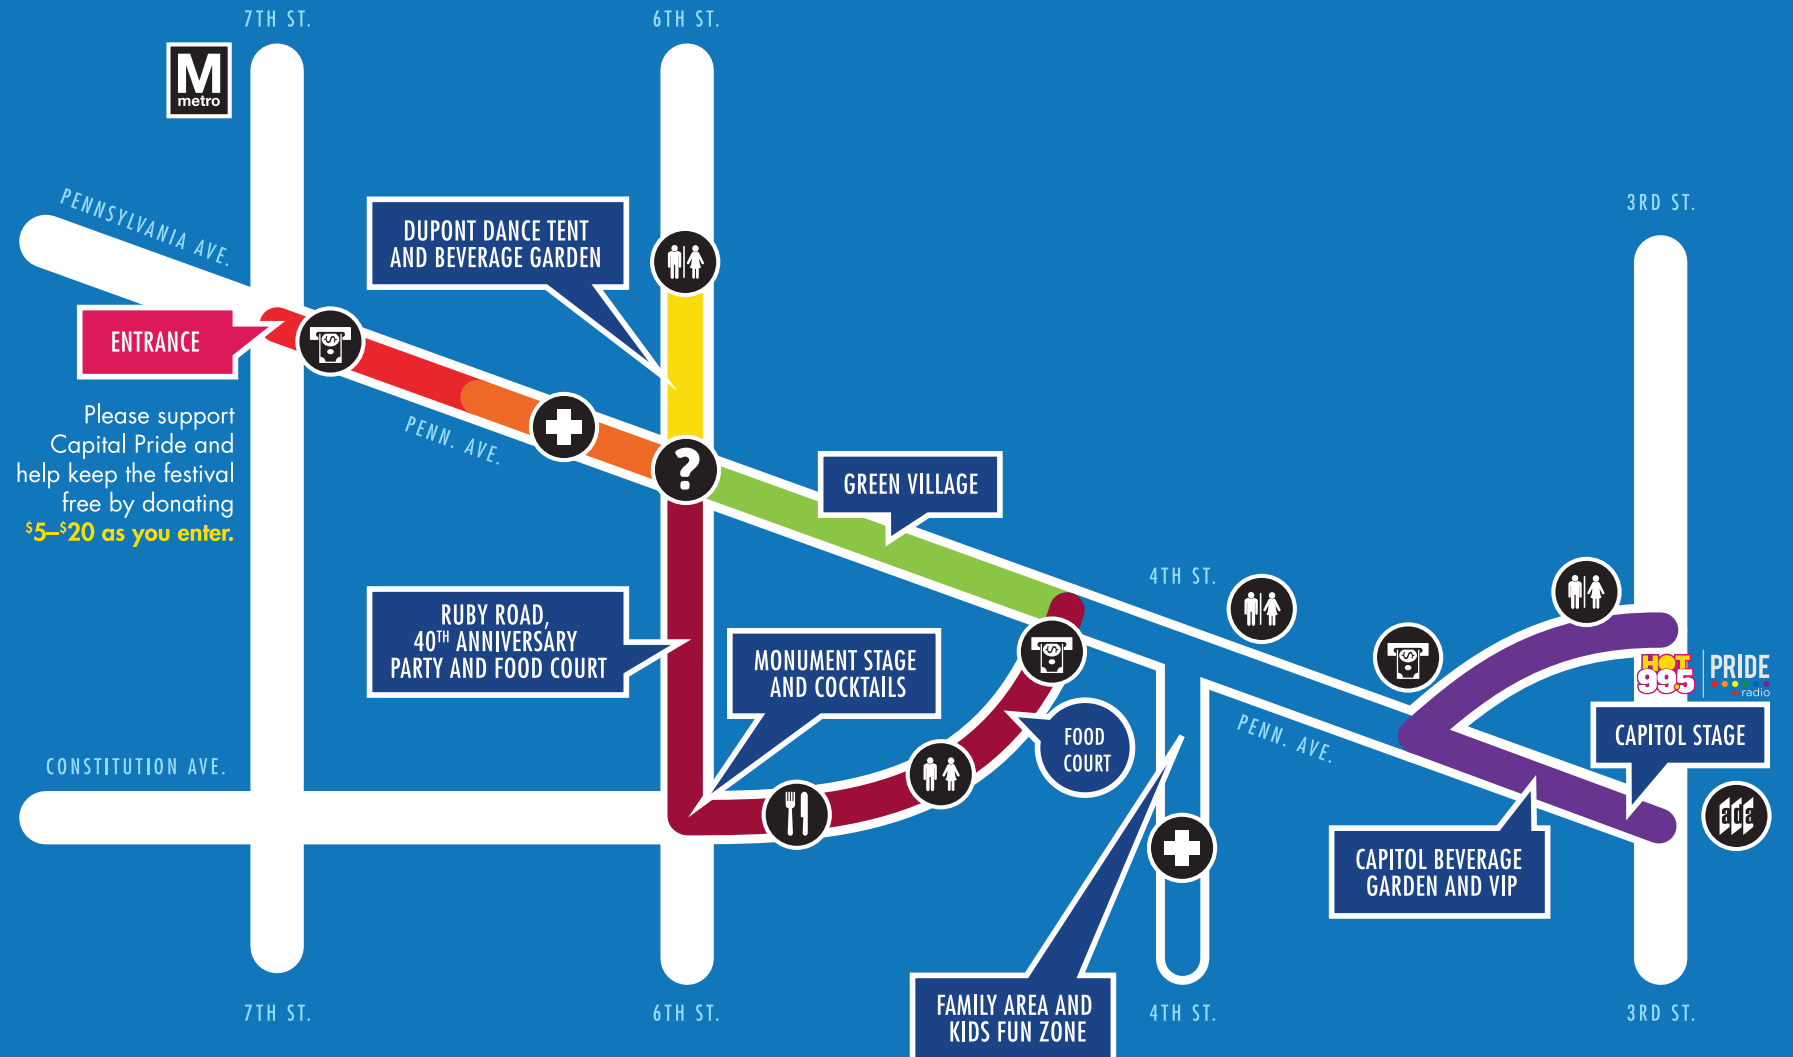 7TH ST.
6TH ST.
M
metro
PENNSYLVANIA AVE.
3RD ST.
DUPONT DANCE TENT
AND BEVERAGE GARDEN
ENTRANCE
Please support
Capital Pride and
help keep the festival
free by donating
$5–$20 as you enter.
PENN. AVE.
?
GREEN VILLAGE
4TH ST.
RUBY ROAD,
40TH ANNIVERSARY
PARTY AND FOOD COURT
MONUMENT STAGE
AND COCKTAILS
HOT
99.5
PRIDE
radio
FOOD
COURT
PENN. AVE.
CAPITOL STAGE
CONSTITUTION AVE.
ada
CAPITOL BEVERAGE
GARDEN AND VIP
FAMILY AREA AND
KIDS FUN ZONE
7TH ST.
6TH ST.
4TH ST.
3RD ST.